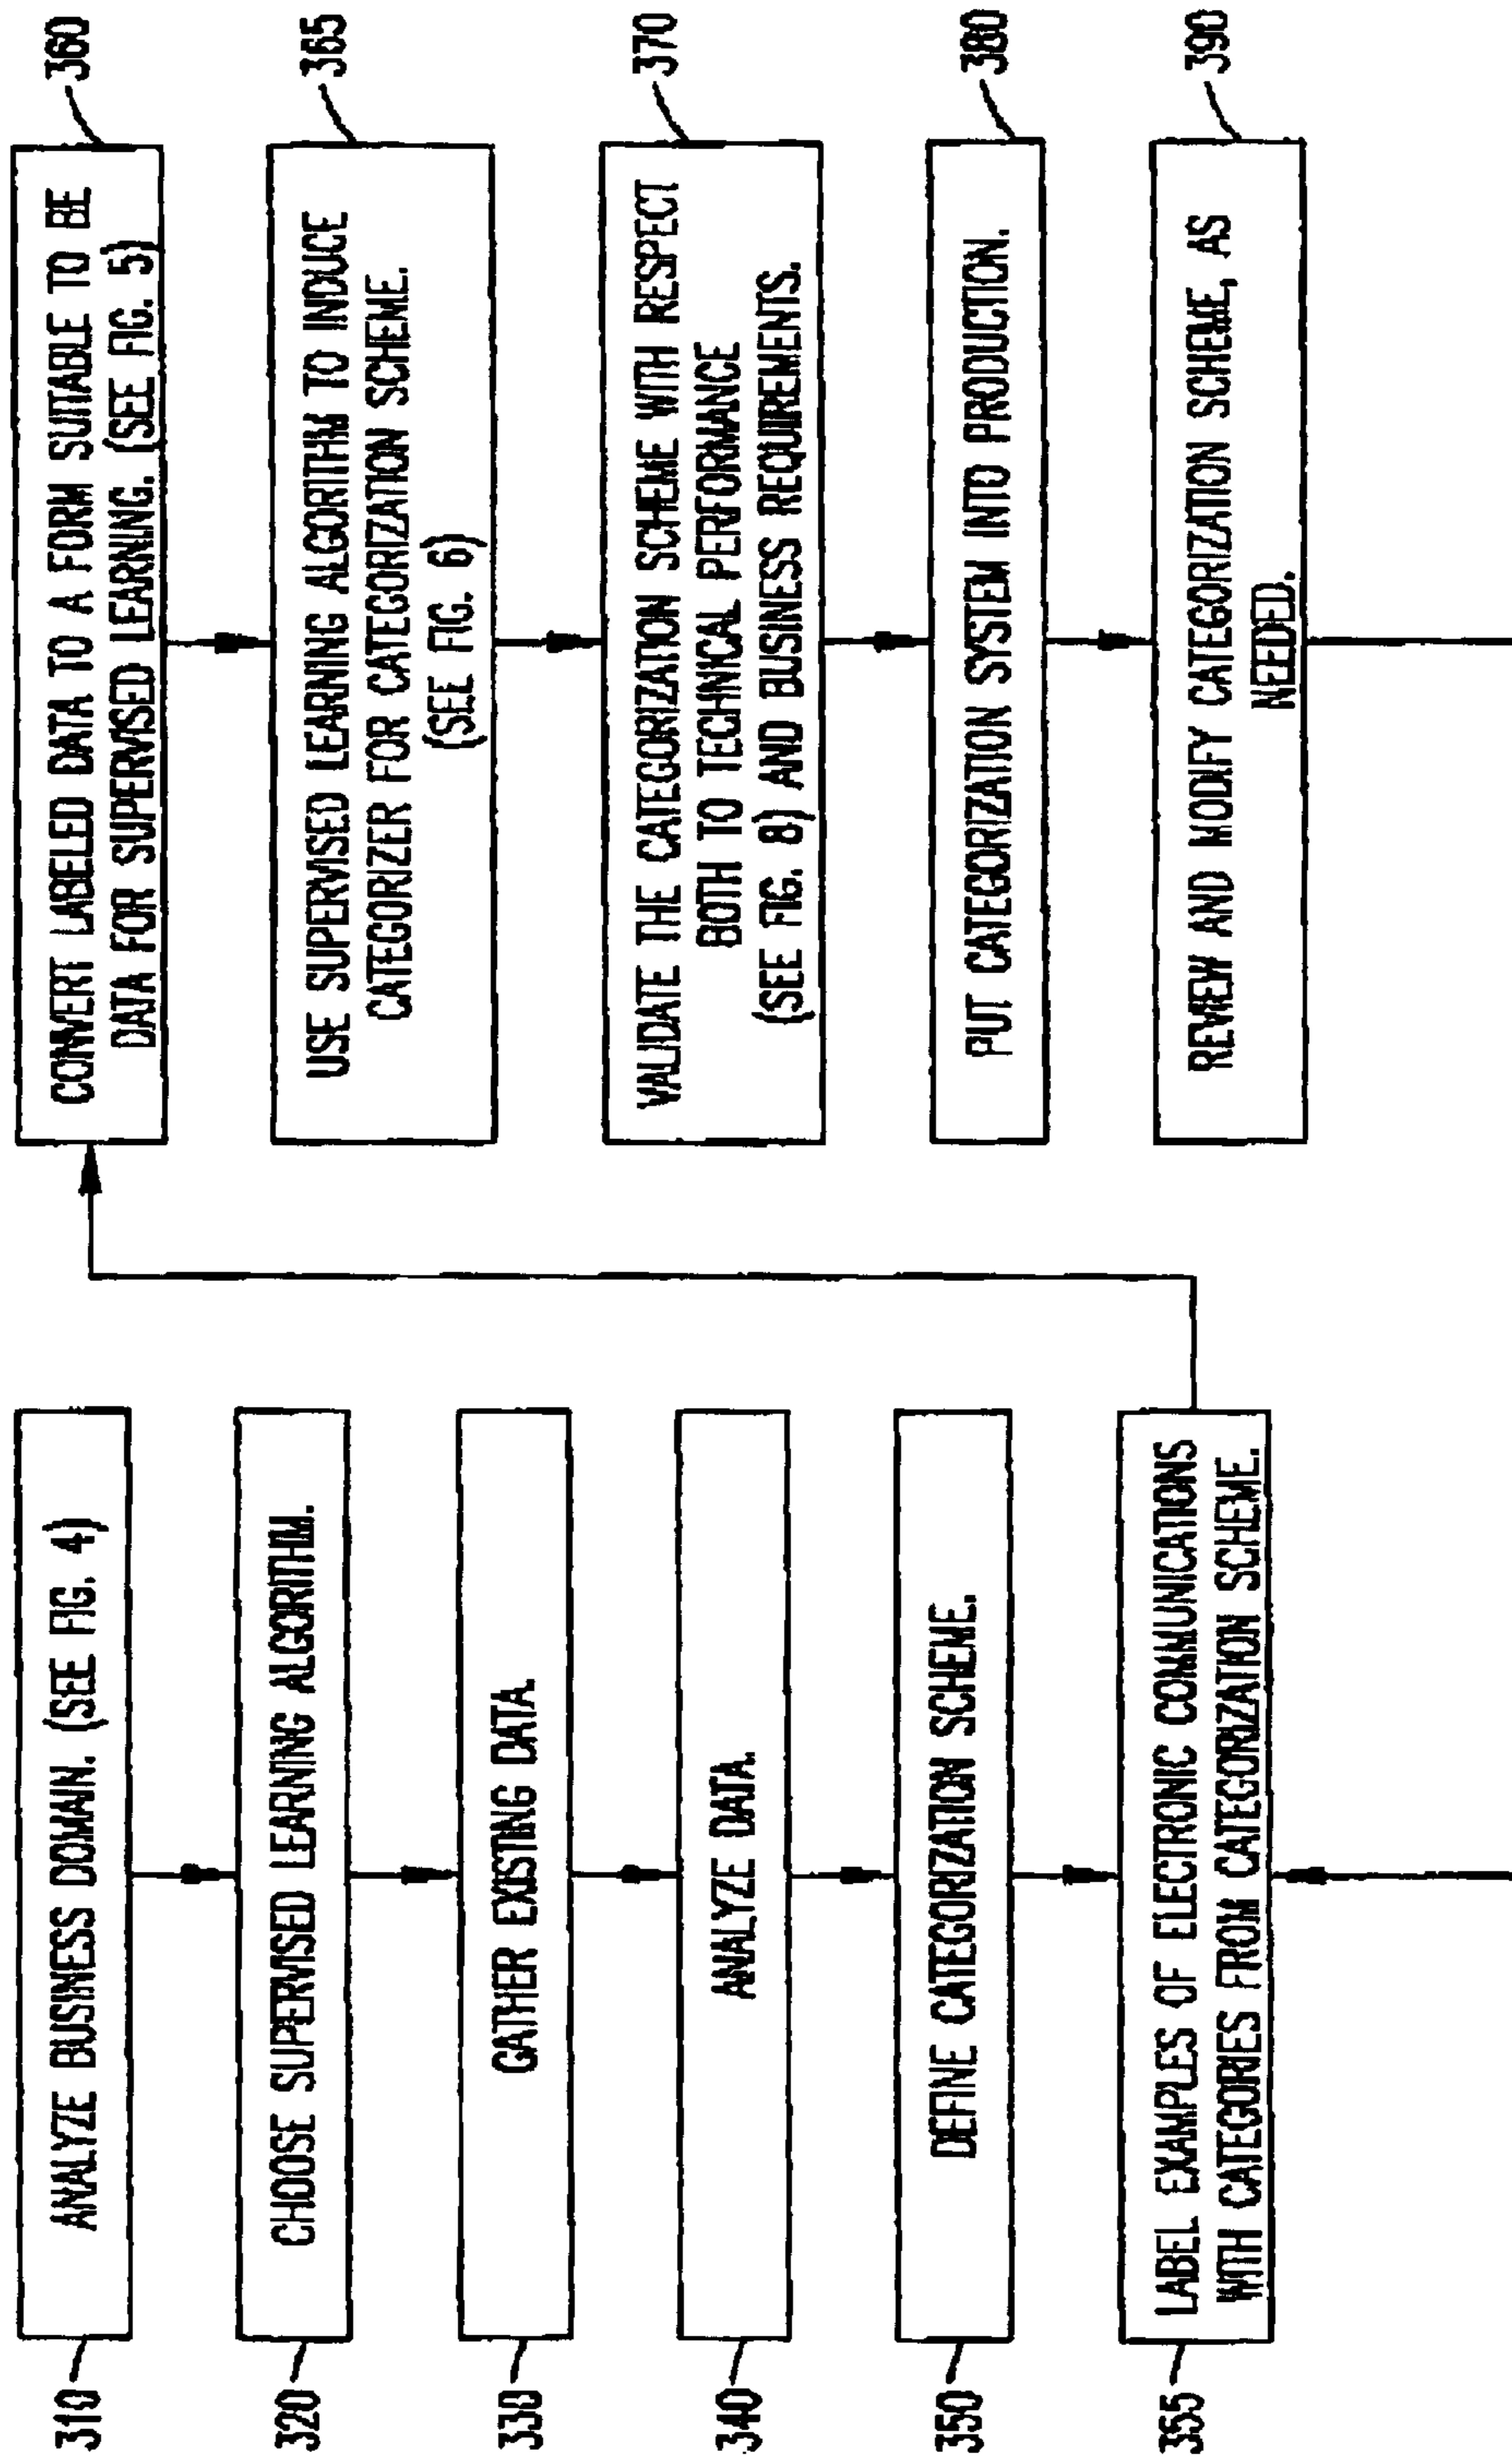 310
ANALYZE BUSINESS DOMAIN. (SEE FIG. 4)
320
CHOOSE SUPERVISED LEARNING ALGORITHM.
330
GATHER EXISTING DATA.
340
ANALYZE DATA.
350
DEFINE CATEGORIZATION SCHEME.
355
LABEL EXAMPLES OF ELECTRONIC COMMUNICATIONS
WITH CATEGORIES FROM CATEGORIZATION SCHEME.
360
CONVERT LABELED DATA TO A FORM SUITABLE TO BE
DATA FOR SUPERVISED LEARNING. (SEE FIG. 5)
365
USE SUPERVISED LEARNING ALGORITHM TO INDUCE
CATEGORIZER FOR CATEGORIZATION SCHEME.
(SEE FIG. 6)
370
VALIDATE THE CATEGORIZATION SCHEME WITH RESPECT
BOTH TO TECHNICAL PERFORMANCE
(SEE FIG. 8) AND BUSINESS REQUIREMENTS.
380
PUT CATEGORIZATION SYSTEM INTO PRODUCTION.
390
REVIEW AND MODIFY CATEGORIZATION SCHEME, AS
NEEDED.